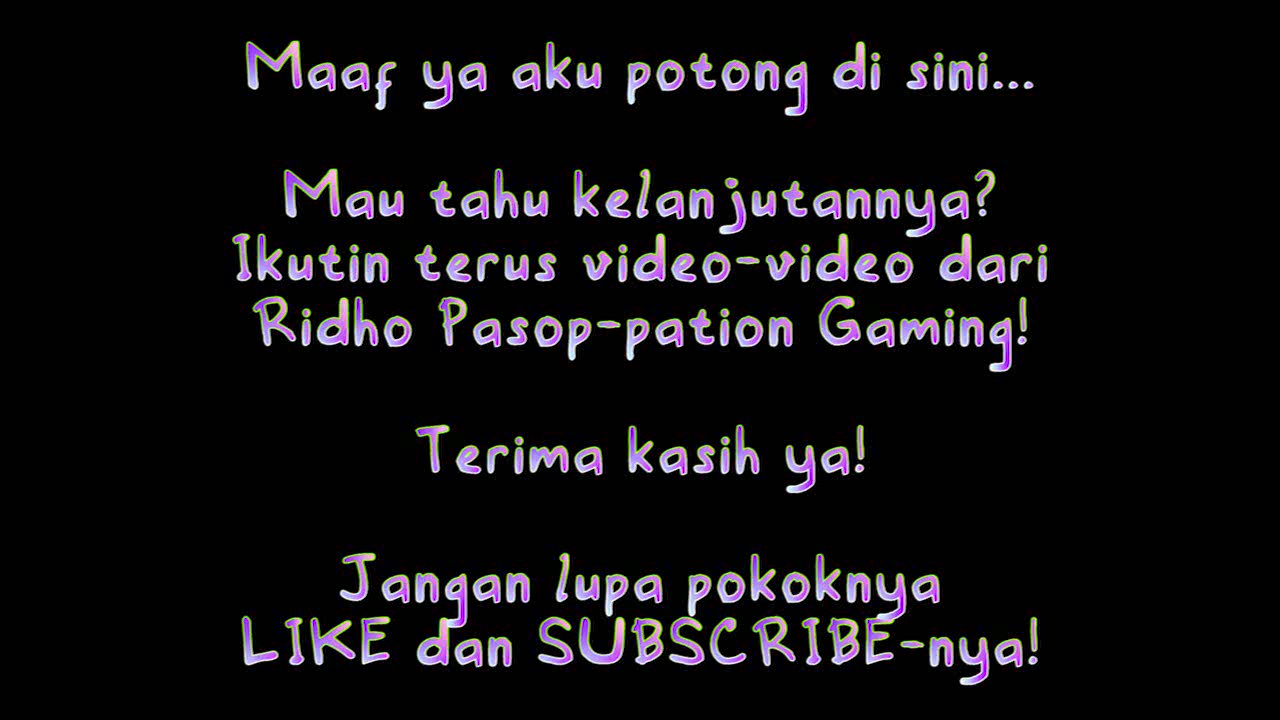 Maaf ya aku potong di sini...
Mau tahu kelanjutannya?
Ikutin terus video-video dari
Ridho Pasop-pation Gaming!
Terima kasih ya!
Jangan lupa pokoknya
LIKE dan SUBSCRIBE-nya!